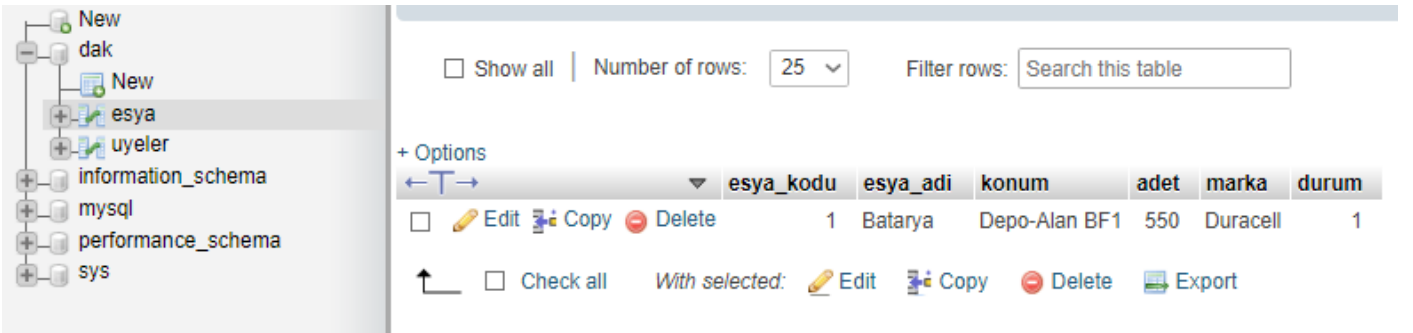 New
dak
New
esya
uyeler
information_schema
mysql
performance_schema
sys
Show all Number of rows: 25 Filter rows: Search this table
+ Options
esya_kodu esya_adi konum adet marka durum
Edit Copy Delete 1 Batarya Depo-Alan BF1 550 Duracell 1
Check all With selected: Edit Copy Delete Export